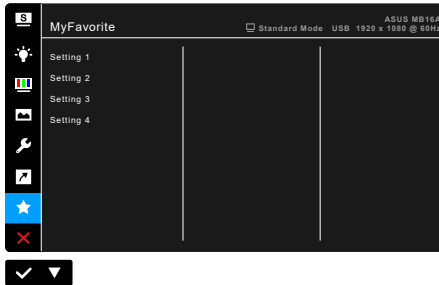 S
MyFavorite
ASUS MB16A
Standard Mode USB 1920 x 1080 @ 60Hz
Setting 1
Setting 2
Setting 3
Setting 4